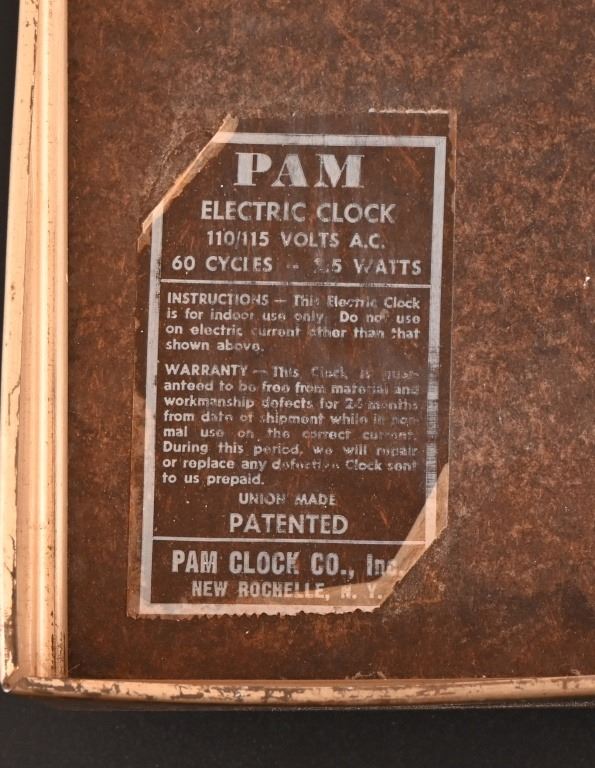 PAM
ELECTRIC CLOCK
110/115 VOLTS A.C.
60 CYCLES - 2.5 WATTS
INSTRUCTIONS — This Electric Clock
is for indoor use only. Do not use
on electric current other than that
shown above.
WARRANTY — This Clock is guar-
anteed to be free from material and
workmanship defects for months
from date of shipment while in nor-
mal use on the correct current.
During this period, we will repair
or replace any defective Clock sent
to us prepaid.
UNION MADE
PATENTED
PAM CLOCK CO., Inc.
NEW ROCHELLE, N. Y.